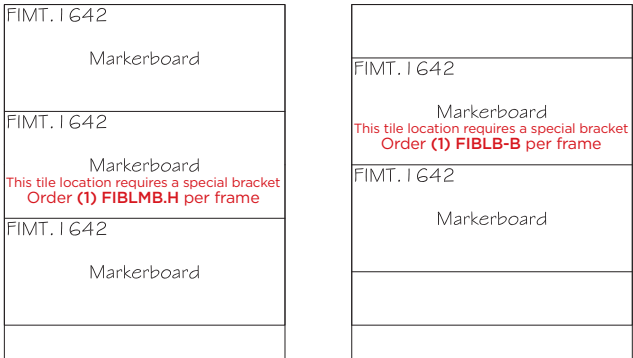 FIMT.1642
Markerboard
FIMT.1642
Markerboard
This tile location requires a special bracket
Order (1) FIBLMB.H per frame
FIMT.1642
Markerboard
FIMT.1642
Markerboard
This tile location requires a special bracket
Order (1) FIBLB-B per frame
FIMT.1642
Markerboard